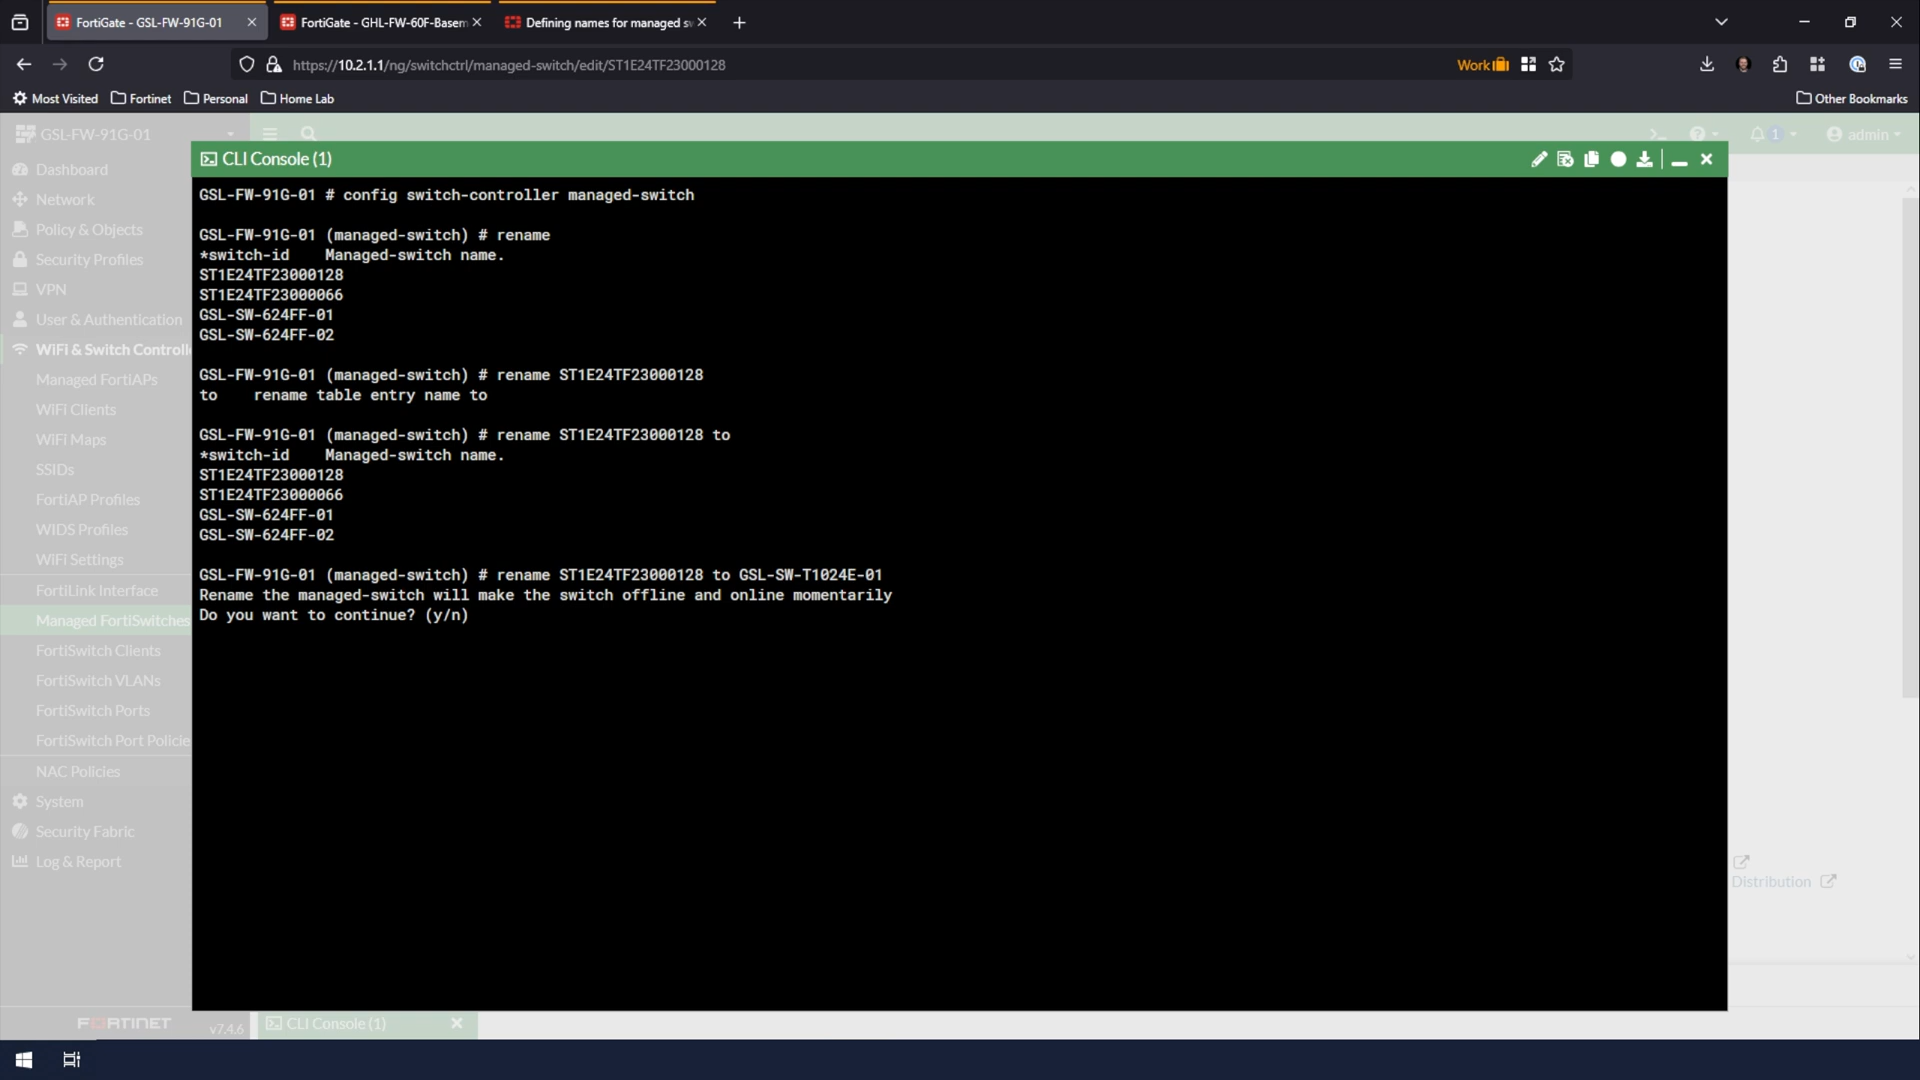 FortiGate - GSL-FW-91G-01
FortiGate - GHL-FW-60F-Basem
Defining names for managed s
https://10.2.1.1/ng/switchctrl/managed-switch/edit/ST1E24TF23000128
Work
Most Visited
Fortinet
Personal
Home Lab
Other Bookmarks
GSL-FW-91G-01
1
admin
Dashboard
Network
Policy & Objects
Security Profiles
VPN
User & Authentication
WiFi & Switch Controll
Managed FortiAPs
WiFi Clients
WiFi Maps
SSIDs
FortiAP Profiles
WIDS Profiles
WiFi Settings
FortiLink Interface
Managed FortiSwitches
FortiSwitch Clients
FortiSwitch VLANs
FortiSwitch Ports
FortiSwitch Port Policie
NAC Policies
System
Security Fabric
Log & Report
FORTINET
v7.4.6
CLI Console (1)
GSL-FW-91G-01 # config switch-controller managed-switch
GSL-FW-91G-01 (managed-switch) # rename
*switch-id    Managed-switch name.
ST1E24TF23000128
ST1E24TF23000066
GSL-SW-624FF-01
GSL-SW-624FF-02
GSL-FW-91G-01 (managed-switch) # rename ST1E24TF23000128
to    rename table entry name to
GSL-FW-91G-01 (managed-switch) # rename ST1E24TF23000128 to
*switch-id    Managed-switch name.
ST1E24TF23000128
ST1E24TF23000066
GSL-SW-624FF-01
GSL-SW-624FF-02
GSL-FW-91G-01 (managed-switch) # rename ST1E24TF23000128 to GSL-SW-T1024E-01
Rename the managed-switch will make the switch offline and online momentarily
Do you want to continue? (y/n)
Distribution
CLI Console (1)